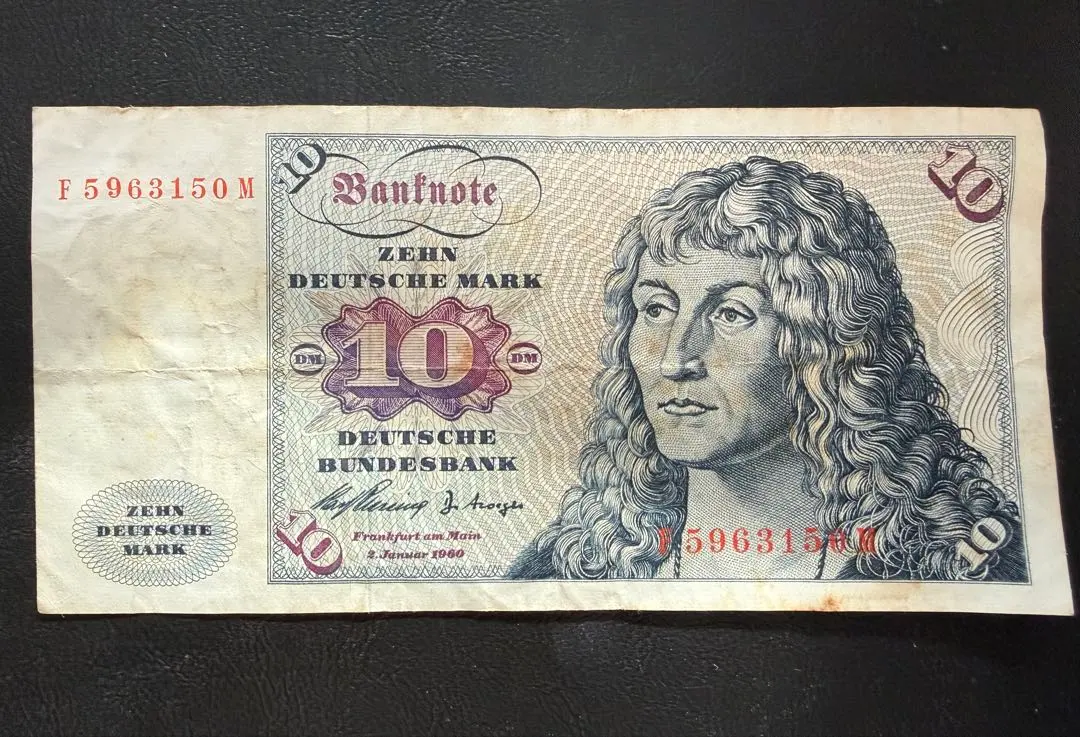 F 5963150 M
10
Banknote
10
ZEHN
DEUTSCHE MARK
DM
10
DM
DEUTSCHE
BUNDESBANK
10
Frankfurt am Main
2. Januar 1960
ZEHN
DEUTSCHE
MARK
F 5963150 M
10